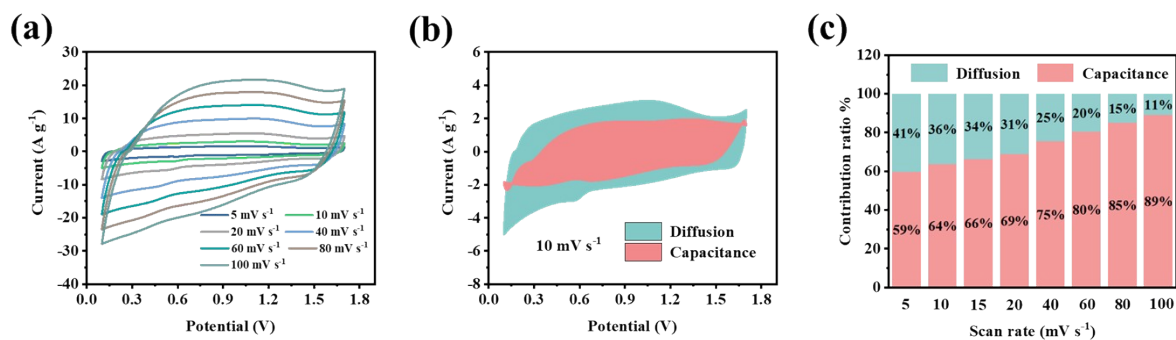 (a)
30
20
10
0
-10
-20
-30
-40
0.0 0.3 0.6 0.9 1.2 1.5 1.8
Current (A g⁻¹)
Potential (V)
5 mV s⁻¹ 10 mV s⁻¹
20 mV s⁻¹ 40 mV s⁻¹
60 mV s⁻¹ 80 mV s⁻¹
100 mV s⁻¹
(b)
6
4
2
0
-2
-4
-6
-8
0.0 0.3 0.6 0.9 1.2 1.5 1.8
Current (A g⁻¹)
Potential (V)
10 mV s⁻¹
Diffusion
Capacitance
(c)
120
100
80
60
40
20
0
Contribution ratio %
Diffusion Capacitance
41% 36% 34% 31% 25% 20% 15% 11%
59% 64% 66% 69% 75% 80% 85% 89%
5 10 15 20 40 60 80 100
Scan rate (mV s⁻¹)